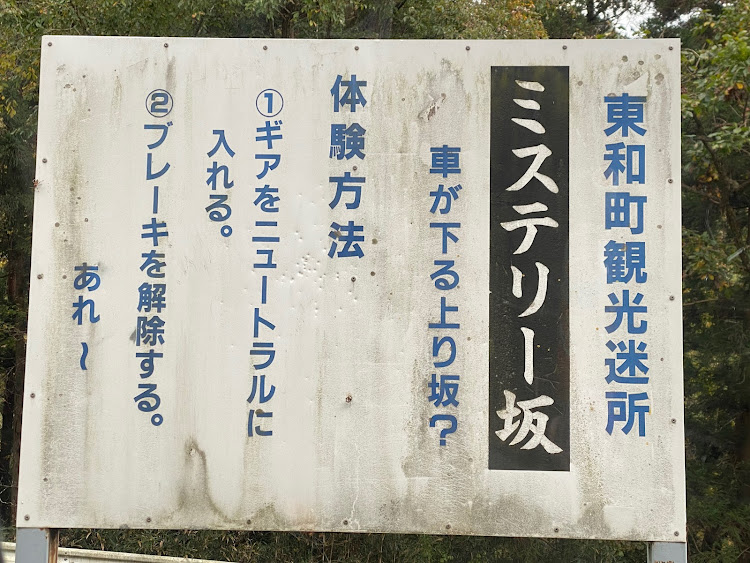 東和町観光迷所
ミステリー坂
車が下る上り坂?
体験方法
①ギアをニュートラルに
入れる。
②ブレーキを解除する。
あれ~